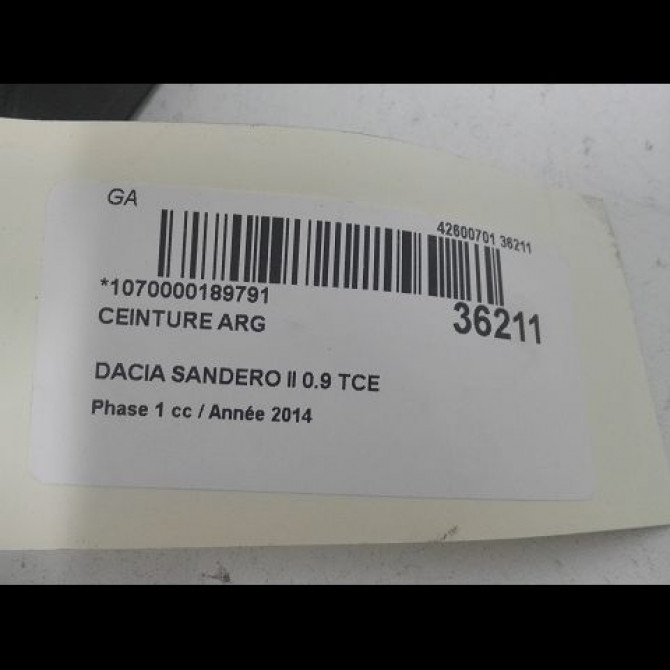 GA
42600701 36211
*1070000189791
36211
CEINTURE ARG
DACIA SANDERO II 0.9 TCE
Phase 1 cc / Année 2014